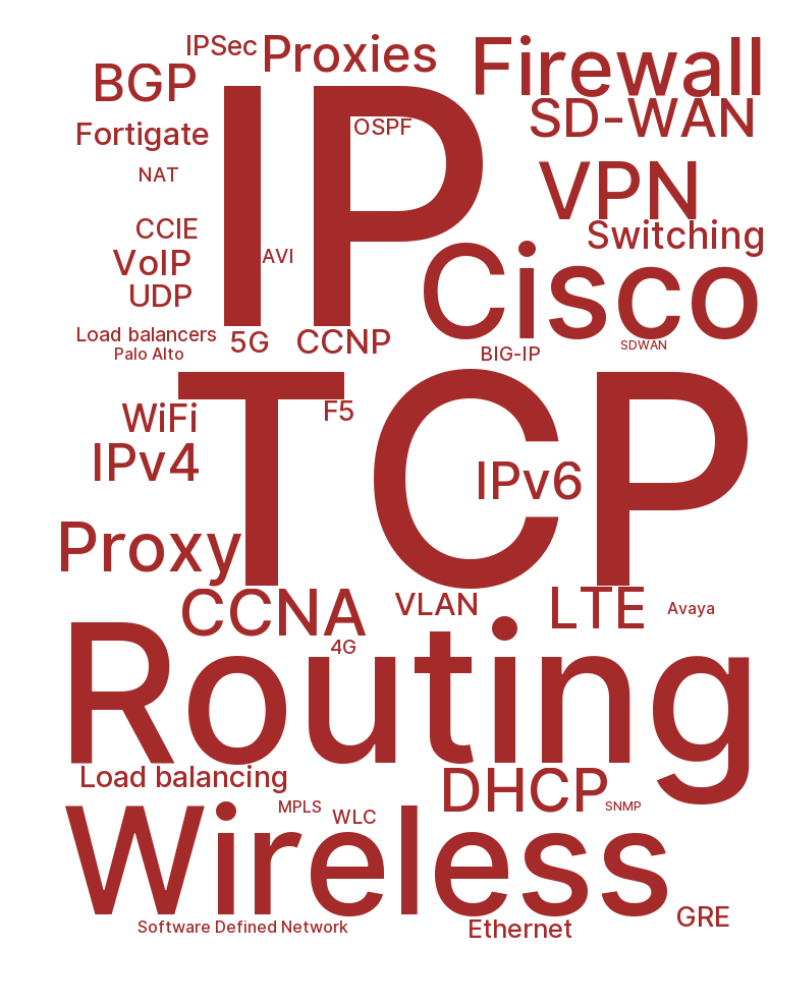 IPSec
Proxies
Firewall
BGP
SD-WAN
Fortigate
IP
OSPF
NAT
VPN
CCIE
Switching
VoIP
AVI
Cisco
UDP
Load balancers
5G
CCNP
SDWAN
Palo Alto
BIG-IP
TCP
WiFi
F5
IPv4
IPv6
Proxy
CCNA
VLAN
LTE
Avaya
4G
Routing
Load balancing
DHCP
MPLS
WLC
SNMP
Wireless
GRE
Software Defined Network
Ethernet